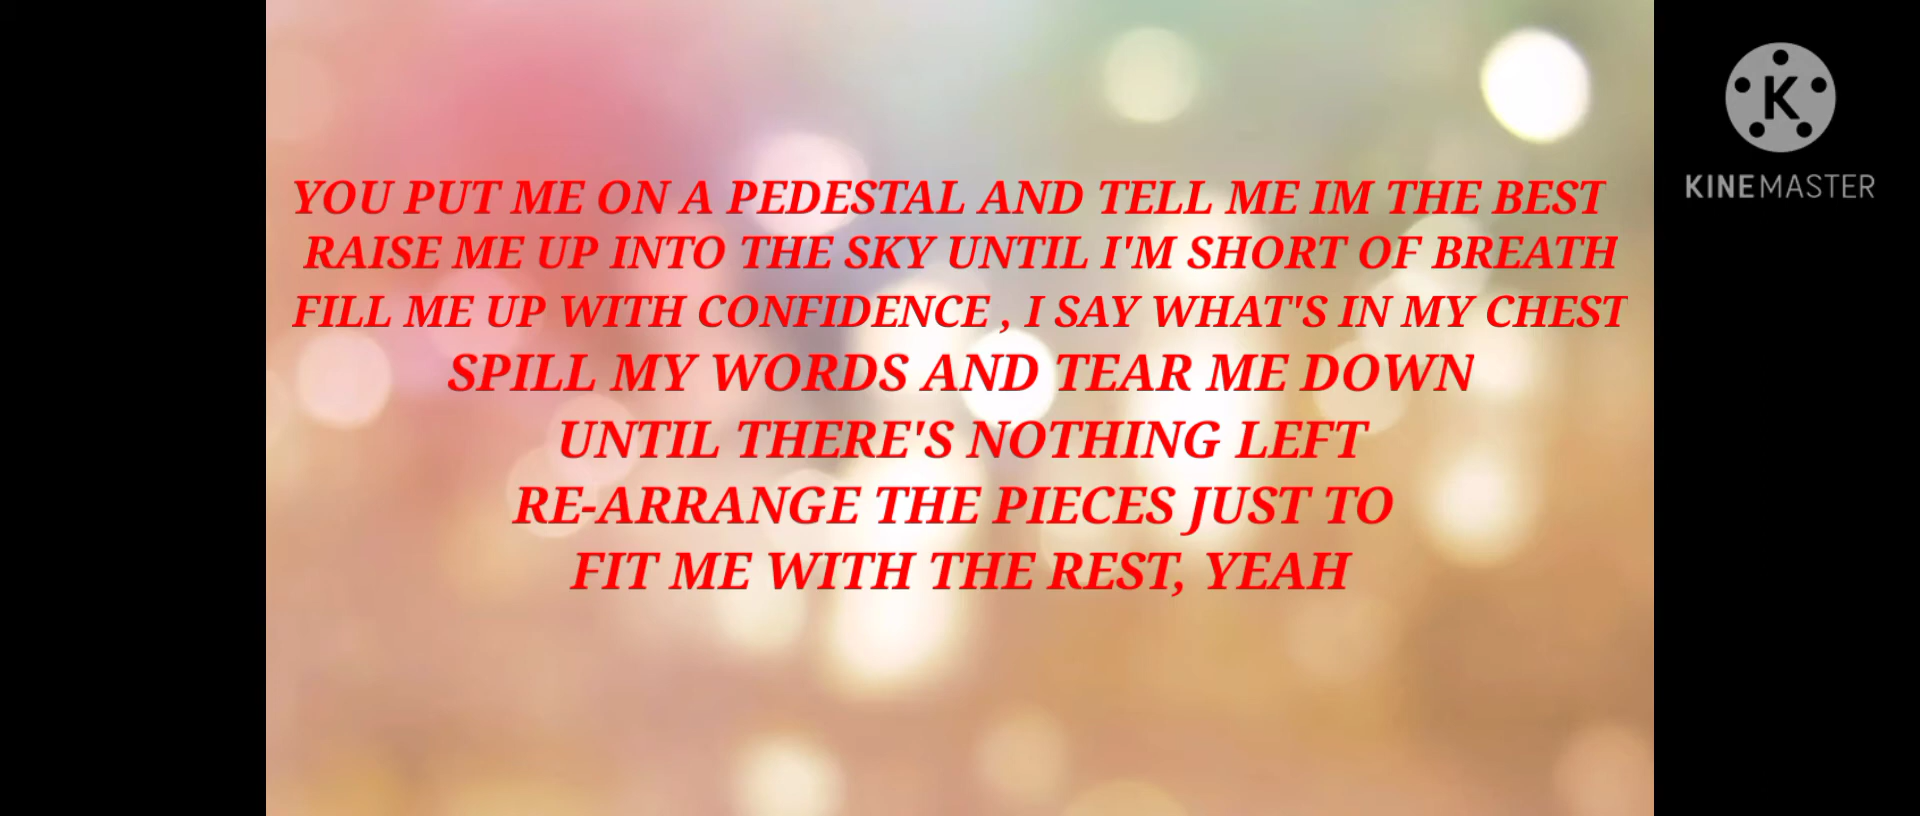 YOU PUT ME ON A PEDESTAL AND TELL ME IM THE BEST
RAISE ME UP INTO THE SKY UNTIL I'M SHORT OF BREATH
FILL ME UP WITH CONFIDENCE , I SAY WHAT'S IN MY CHEST
SPILL MY WORDS AND TEAR ME DOWN
UNTIL THERE'S NOTHING LEFT
RE-ARRANGE THE PIECES JUST TO
FIT ME WITH THE REST, YEAH
K
KINEMASTER